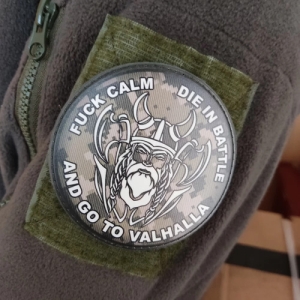 FUCK CALM DIE IN BATTLE
AND GO TO VALHALLA